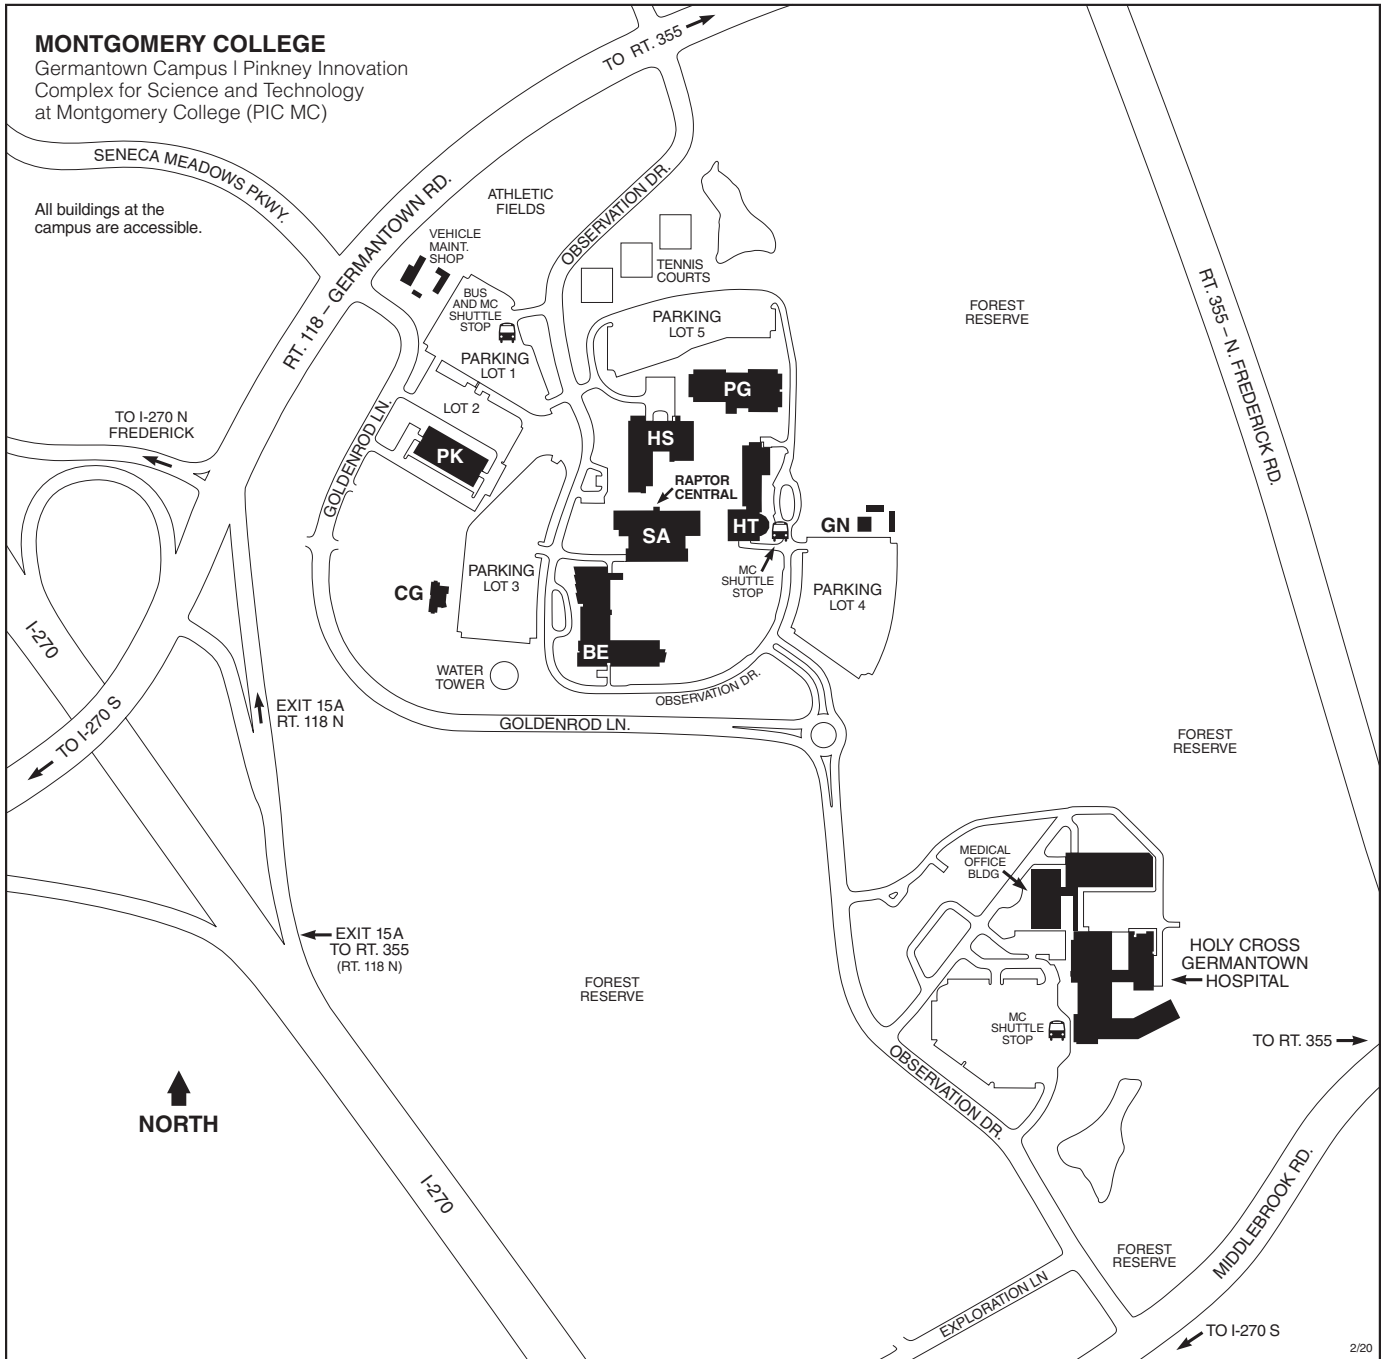 MONTGOMERY COLLEGE
Germantown Campus | Pinkney Innovation
Complex for Science and Technology
at Montgomery College (PIC MC)
TO RT. 355
SENECA MEADOWS PKWY.
All buildings at the
campus are accessible.
RT. 118 – GERMANTOWN RD.
ATHLETIC
FIELDS
OBSERVATION DR.
VEHICLE
MAINT.
SHOP
TENNIS
COURTS
BUS
AND MC
SHUTTLE
STOP
PARKING
LOT 1
PARKING
LOT 5
FOREST
RESERVE
RT. 355 – N. FREDERICK RD.
LOT 2
PG
TO I-270 N
FREDERICK
GOLDENROD LN.
PK
HS
RAPTOR
CENTRAL
SA
HT
GN
MC
SHUTTLE
STOP
PARKING
LOT 3
PARKING
LOT 4
CG
BE
I-270
WATER
TOWER
OBSERVATION DR.
GOLDENROD LN.
EXIT 15A
RT. 118 N
TO I-270 S
FOREST
RESERVE
MEDICAL
OFFICE
BLDG
EXIT 15A
TO RT. 355
(RT. 118 N)
HOLY CROSS
GERMANTOWN
HOSPITAL
FOREST
RESERVE
MC
SHUTTLE
STOP
TO RT. 355
OBSERVATION DR.
NORTH
I-270
MIDDLEBROOK RD.
FOREST
RESERVE
EXPLORATION LN
TO I-270 S
2/20